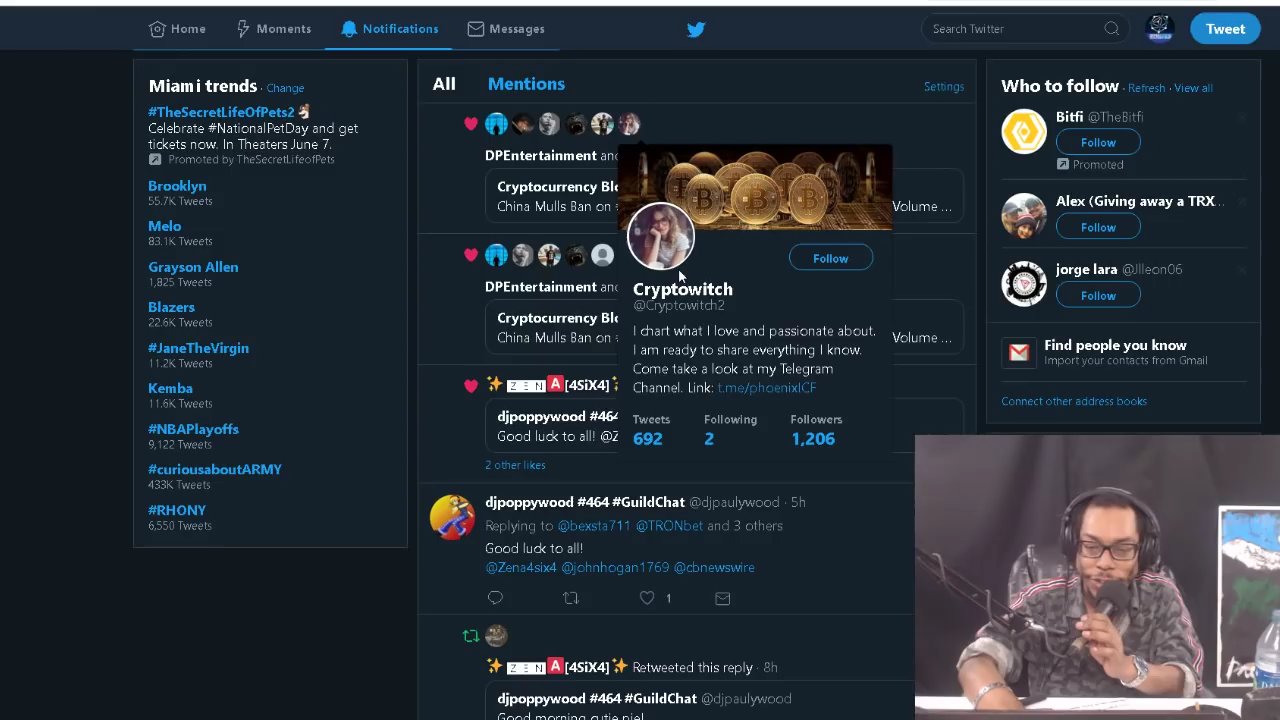 Home
Moments
Notifications
Messages
Search Twitter
Tweet
Miami trends · Change
#TheSecretLifeOfPets2
Celebrate #NationalPetDay and get
tickets now. In Theaters June 7.
Promoted by TheSecretLifeofPets
Brooklyn
55.7K Tweets
Melo
83.1K Tweets
Grayson Allen
1,825 Tweets
Blazers
22.6K Tweets
#JaneTheVirgin
11.2K Tweets
Kemba
11.6K Tweets
#NBAPlayoffs
9,122 Tweets
#curiousaboutARMY
433K Tweets
#RHONY
6,550 Tweets
All
Mentions
Settings
DPEntertainment and
Cryptocurrency Blo
China Mulls Ban on
Volume ...
DPEntertainment and
Cryptocurrency Blo
China Mulls Ban on
Volume ...
ZEN🅰[4SiX4]
djpoppywood #464
Good luck to all! @Z
2 other likes
Follow
Cryptowitch
@Cryptowitch2
I chart what I love and passionate about.
I am ready to share everything I know.
Come take a look at my Telegram
Channel. Link: t.me/phoenixICF
Tweets Following Followers
692 2 1,206
djpoppywood #464 #GuildChat @djpaulywood · 5h
Replying to @bexsta711 @TRONbet and 3 others
Good luck to all!
@Zena4six4 @johnhogan1769 @cbnewswire
1
ZEN🅰[4SiX4]✨ Retweeted this reply · 8h
djpoppywood #464 #GuildChat @djpaulywood
Who to follow · Refresh · View all
Bitfi @TheBitfi
Follow
Promoted
Alex (Giving away a TRX...
Follow
jorge lara @Jlleon06
Follow
Find people you know
Import your contacts from Gmail
Connect other address books